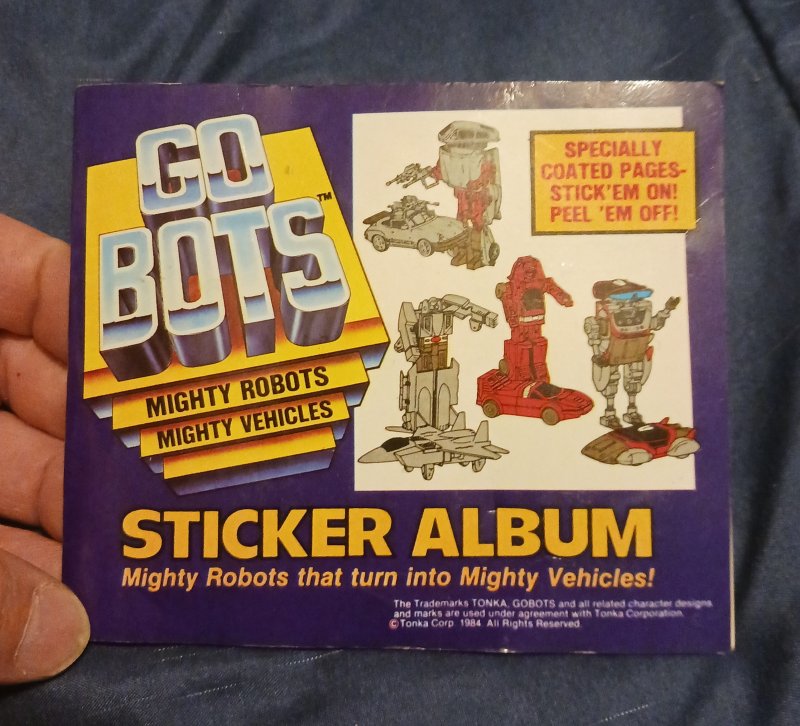 GO
BOTS™
MIGHTY ROBOTS
MIGHTY VEHICLES
SPECIALLY
COATED PAGES-
STICK'EM ON!
PEEL 'EM OFF!
STICKER ALBUM
Mighty Robots that turn into Mighty Vehicles!
The Trademarks TONKA, GOBOTS and all related character designs
and marks are used under agreement with Tonka Corporation.
© Tonka Corp. 1984. All Rights Reserved.